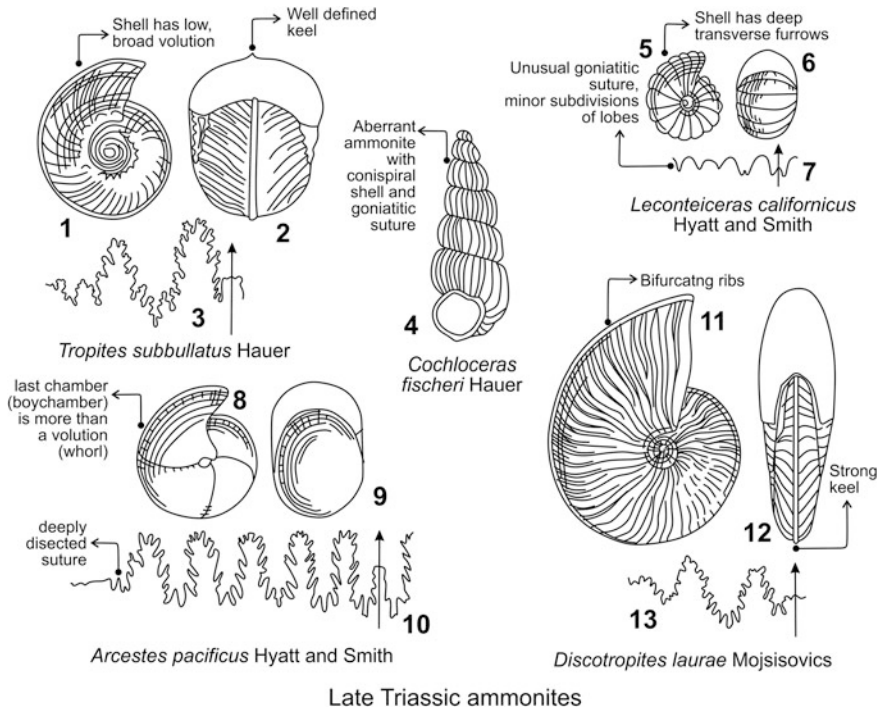 Shell has low,
broad volution
Well defined
keel
1
2
3
Tropites subbullatus Hauer
Aberrant
ammonite
with
conispiral
shell and
goniatitic
suture
4
Cochloceras
fischeri Hauer
Shell has deep
transverse furrows
5
6
Unusual goniatitic
suture,
minor subdivisions
of lobes
7
Leconteiceras californicus
Hyatt and Smith
last chamber
(boychamber)
is more than
a volution
(whorl)
8
9
deeply
disected
suture
10
Arcestes pacificus Hyatt and Smith
Bifurcatng ribs
11
Strong
keel
12
13
Discotropites laurae Mojsisovics
Late Triassic ammonites